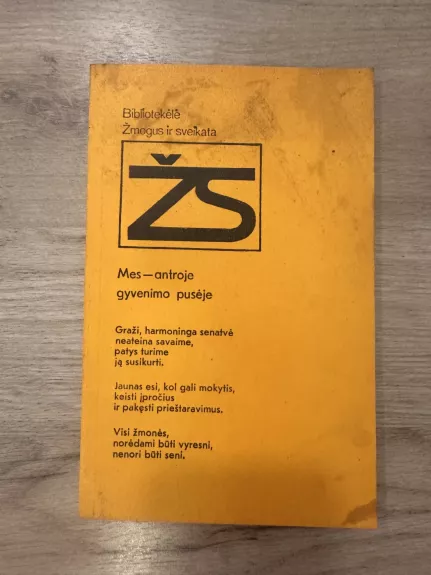 Bibliotekėlė
Žmogus ir sveikata
ŽS
Mes—antroje
gyvenimo pusėje
Graži, harmoninga senatvė
neateina savaime,
patys turime
ją susikurti.
Jaunas esi, kol gali mokytis,
keisti įpročius
ir pakęsti prieštaravimus.
Visi žmonės,
norėdami būti vyresni,
nenori būti seni.